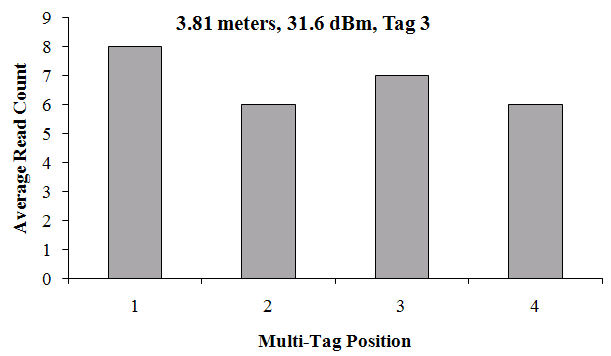 3.81 meters, 31.6 dBm, Tag 3
9
8
7
6
5
4
3
2
1
0
Average Read Count
1 2 3 4
Multi-Tag Position